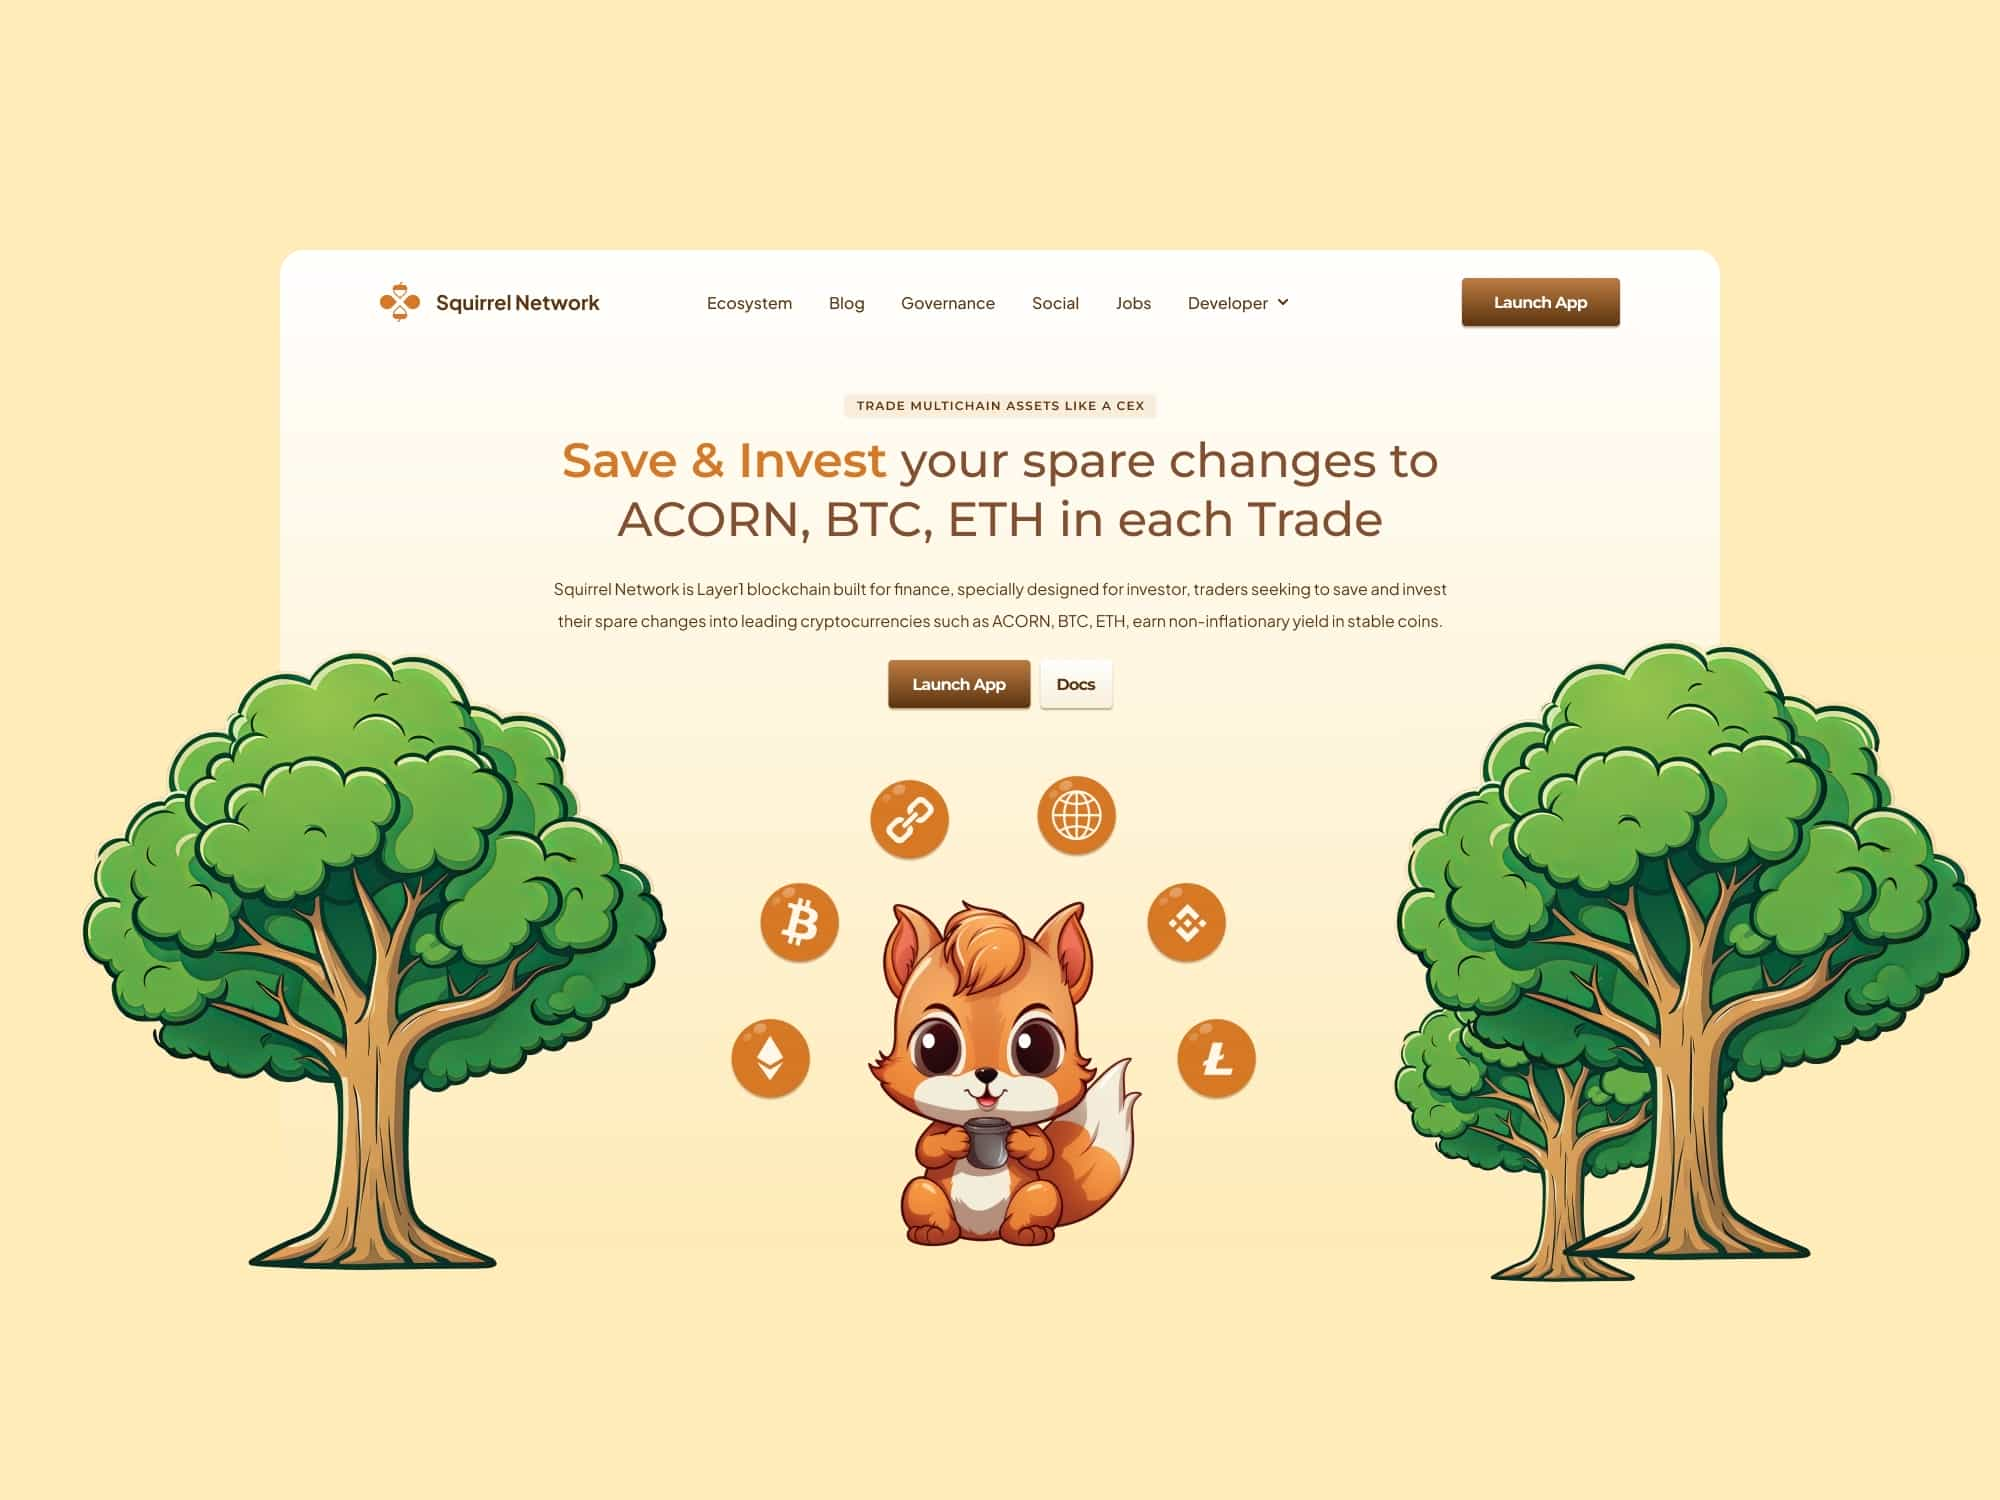 Squirrel Network
Ecosystem
Blog
Governance
Social
Jobs
Developer
Launch App
TRADE MULTICHAIN ASSETS LIKE A CEX
Save & Invest your spare changes to
ACORN, BTC, ETH in each Trade
Squirrel Network is Layer1 blockchain built for finance, specially designed for investor, traders seeking to save and invest
their spare changes into leading cryptocurrencies such as ACORN, BTC, ETH, earn non-inflationary yield in stable coins.
Launch App
Docs